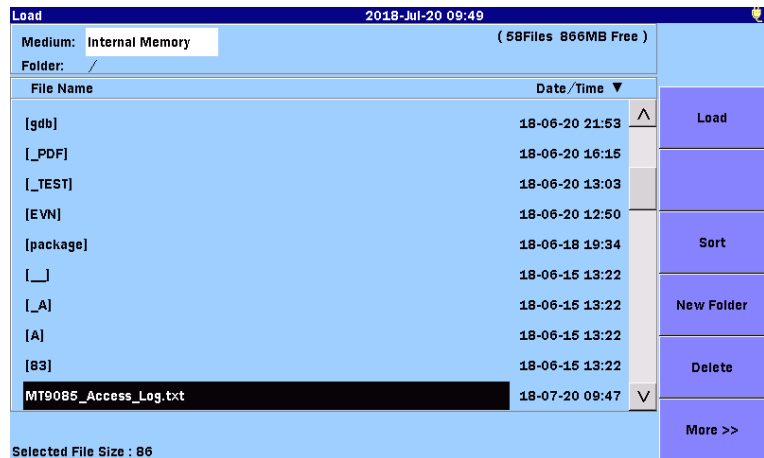 Load 2018-Jul-20 09:49
Medium: Internal Memory ( 58Files 866MB Free )
Folder: /
File Name Date/Time ▼
[gdb] 18-06-20 21:53
[_PDF] 18-06-20 16:15
[_TEST] 18-06-20 13:03
[EVN] 18-06-20 12:50
[package] 18-06-18 19:34
[__] 18-06-15 13:22
[_A] 18-06-15 13:22
[A] 18-06-15 13:22
[83] 18-06-15 13:22
MT9085_Access_Log.txt 18-07-20 09:47
Selected File Size : 86
Load
Sort
New Folder
Delete
More >>